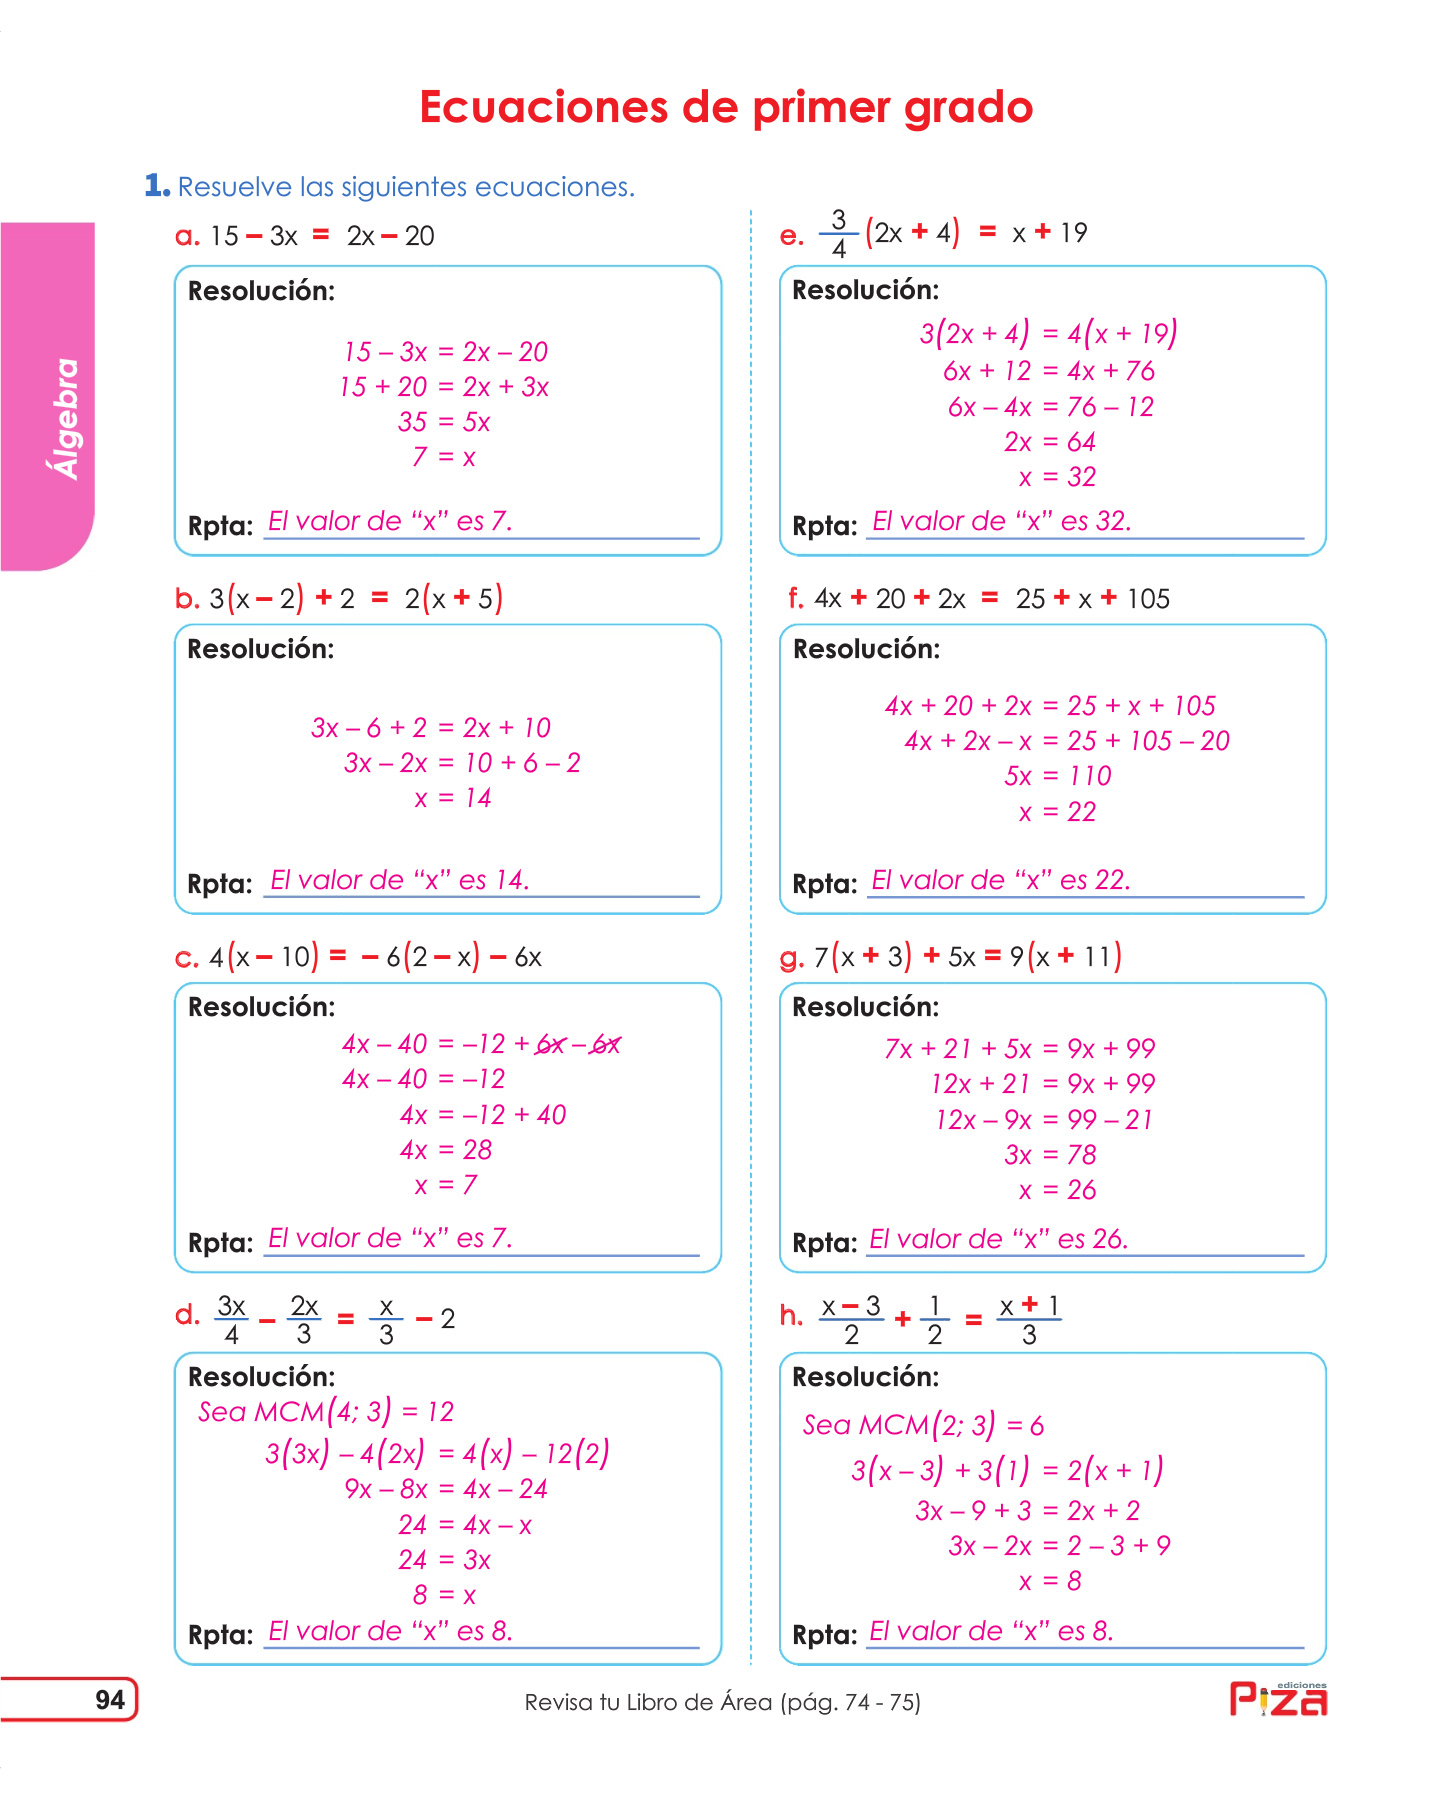 Ecuaciones de primer grado
1. Resuelve las siguientes ecuaciones.
Álgebra
a. 15 – 3x = 2x – 20
Resolución:
15 – 3x = 2x – 20
15 + 20 = 2x + 3x
35 = 5x
7 = x
Rpta: El valor de “x” es 7.
b. 3(x – 2) + 2 = 2(x + 5)
Resolución:
3x – 6 + 2 = 2x + 10
3x – 2x = 10 + 6 – 2
x = 14
Rpta: El valor de “x” es 14.
c. 4(x – 10) = – 6(2 – x) – 6x
Resolución:
4x – 40 = –12 + 6x – 6x
4x – 40 = –12
4x = –12 + 40
4x = 28
x = 7
Rpta: El valor de “x” es 7.
d. 3x/4 – 2x/3 = x/3 – 2
Resolución:
Sea MCM(4; 3) = 12
3(3x) – 4(2x) = 4(x) – 12(2)
9x – 8x = 4x – 24
24 = 4x – x
24 = 3x
8 = x
Rpta: El valor de “x” es 8.
e. 3/4 (2x + 4) = x + 19
Resolución:
3(2x + 4) = 4(x + 19)
6x + 12 = 4x + 76
6x – 4x = 76 – 12
2x = 64
x = 32
Rpta: El valor de “x” es 32.
f. 4x + 20 + 2x = 25 + x + 105
Resolución:
4x + 20 + 2x = 25 + x + 105
4x + 2x – x = 25 + 105 – 20
5x = 110
x = 22
Rpta: El valor de “x” es 22.
g. 7(x + 3) + 5x = 9(x + 11)
Resolución:
7x + 21 + 5x = 9x + 99
12x + 21 = 9x + 99
12x – 9x = 99 – 21
3x = 78
x = 26
Rpta: El valor de “x” es 26.
h. x – 3/2 + 1/2 = x + 1/3
Resolución:
Sea MCM(2; 3) = 6
3(x – 3) + 3(1) = 2(x + 1)
3x – 9 + 3 = 2x + 2
3x – 2x = 2 – 3 + 9
x = 8
Rpta: El valor de “x” es 8.
94
Revisa tu Libro de Área (pág. 74 - 75)
ediciones
Piza